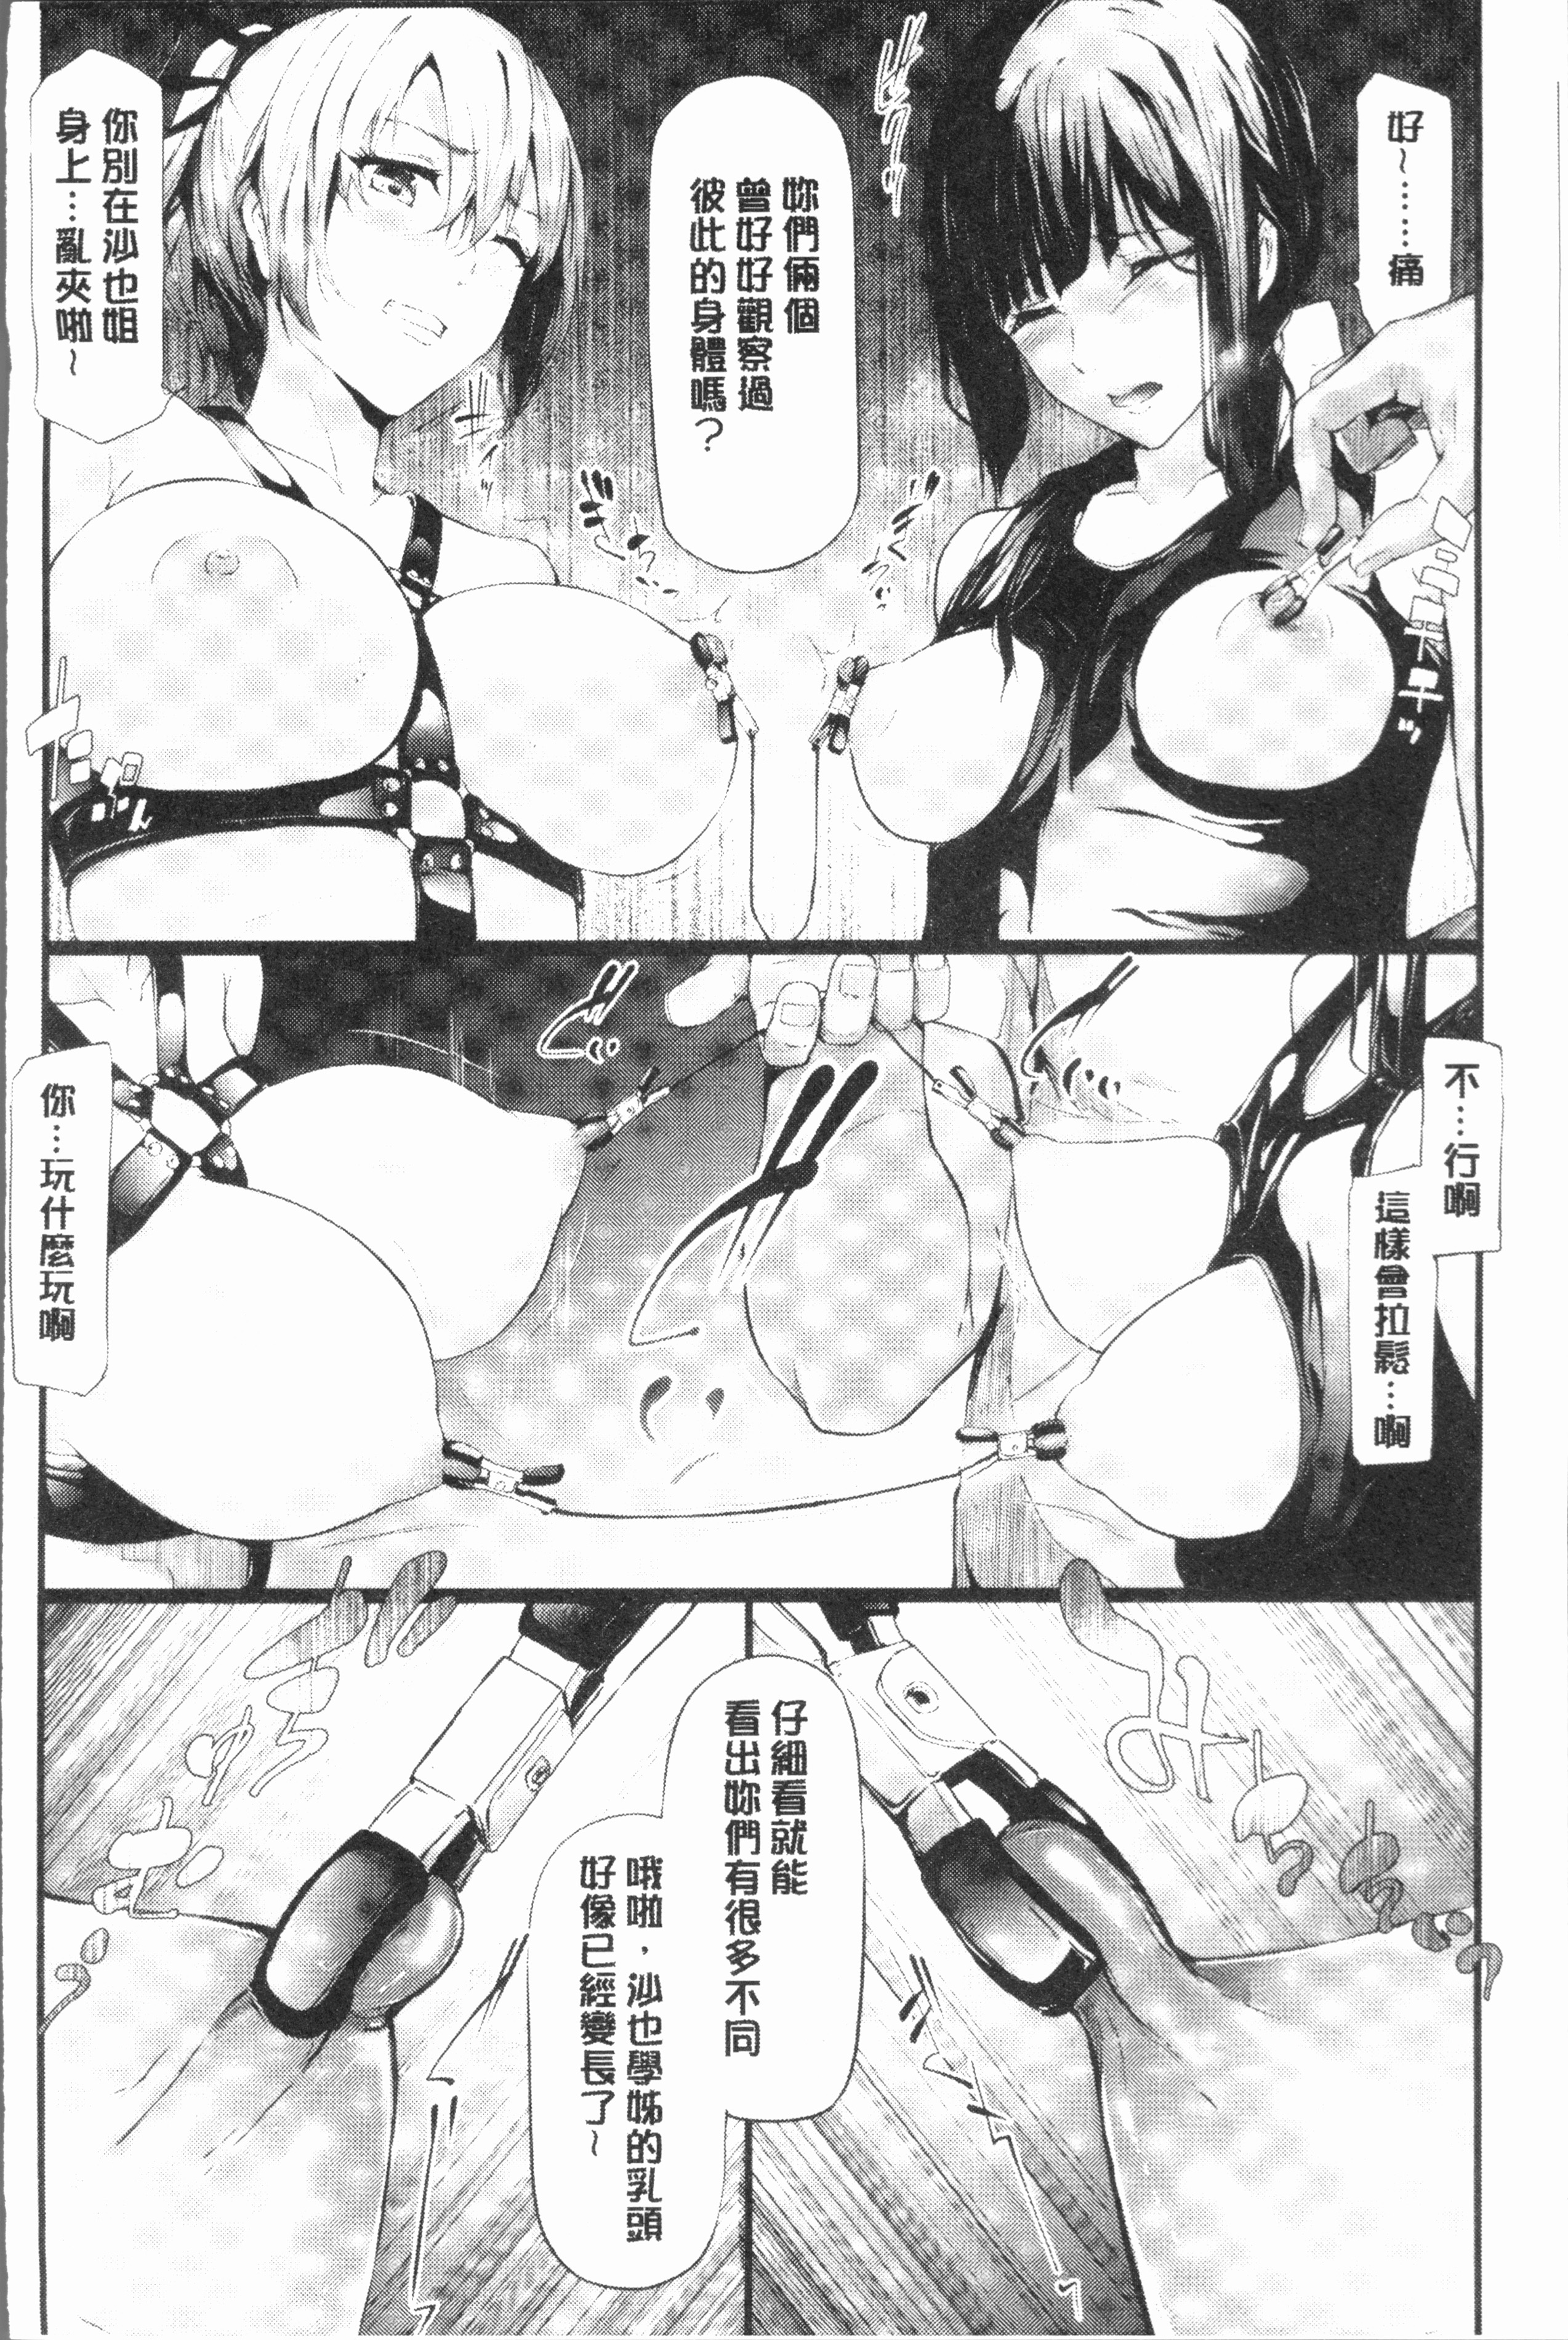 好~……痛
妳們倆個
曾好好觀察過
彼此的身體嗎？
你別在沙也姐
身上…亂夾啦~
不…行啊
這樣會拉鬆…啊
你…玩什麼玩啊
仔細看就能
看出妳們有很多不同
哦啦，沙也學姊的乳頭
好像已經變長了~